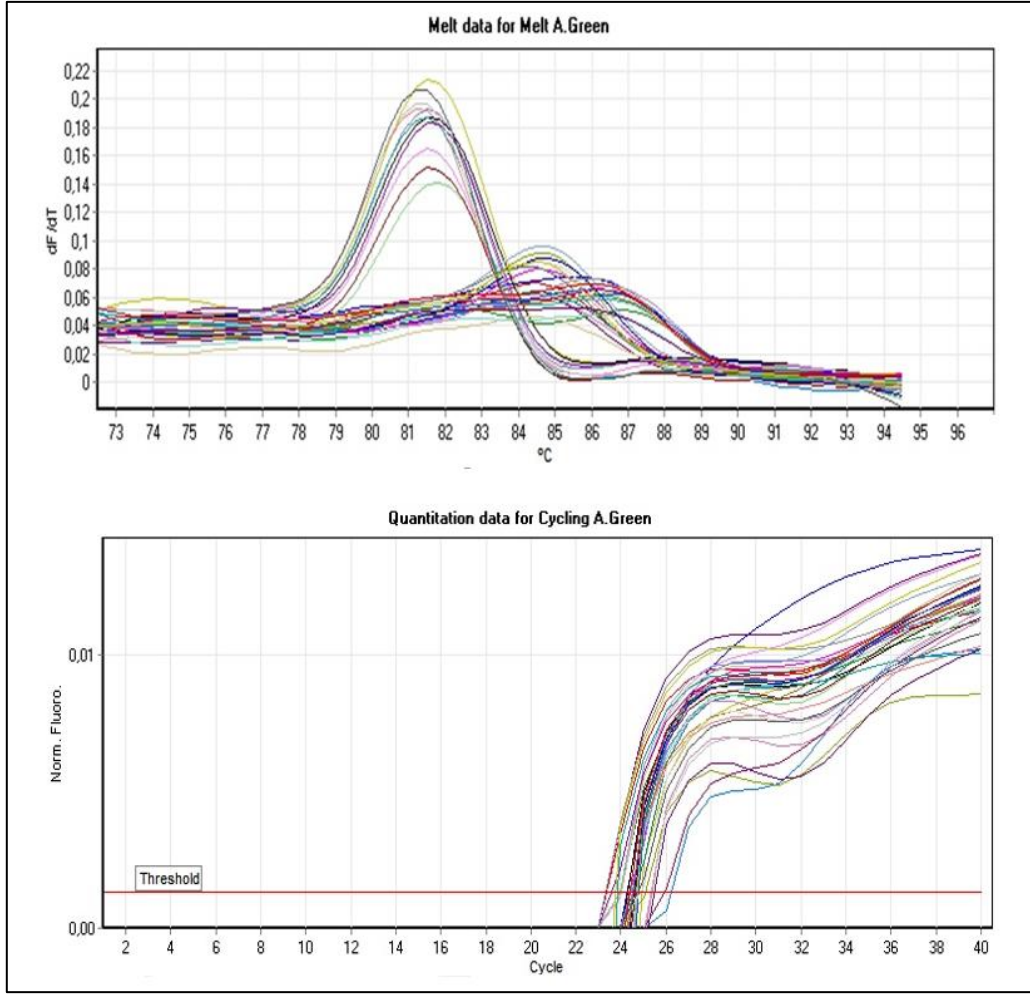 Melt data for Melt A.Green
0,22
0,2
0,18
0,16
0,14
0,12
0,1
0,08
0,06
0,04
0,02
0
dF/dT
73 74 75 76 77 78 79 80 81 82 83 84 85 86 87 88 89 90 91 92 93 94 95 96
ºC
Quantitation data for Cycling A.Green
0,01
Norm. Fluoro.
Threshold
0,00
2 4 6 8 10 12 14 16 18 20 22 24 26 28 30 32 34 36 38 40
Cycle